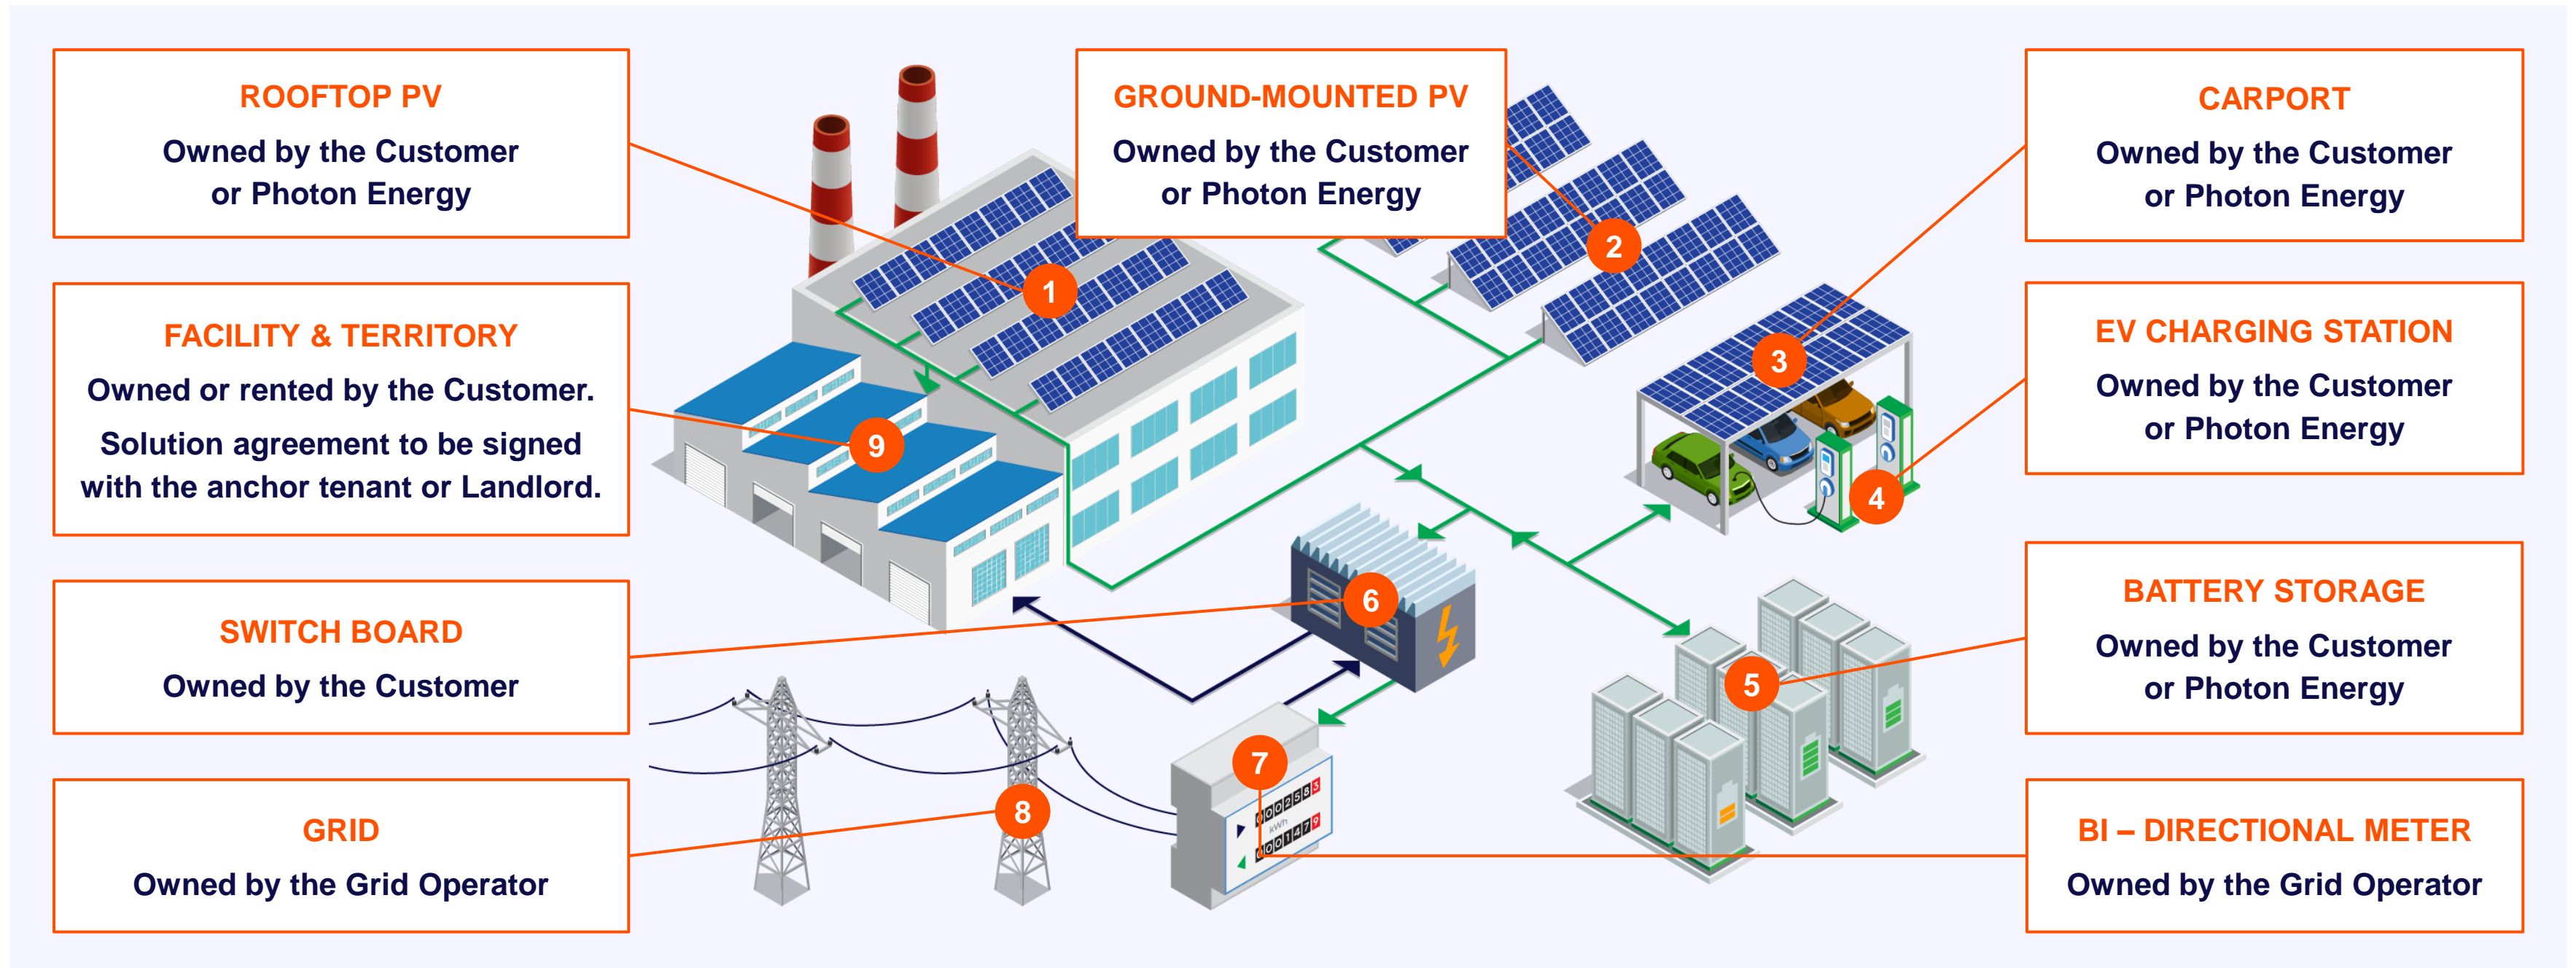 ROOFTOP PV
Owned by the Customer
or Photon Energy
GROUND-MOUNTED PV
Owned by the Customer
or Photon Energy
CARPORT
Owned by the Customer
or Photon Energy
FACILITY & TERRITORY
Owned or rented by the Customer.
Solution agreement to be signed
with the anchor tenant or Landlord.
EV CHARGING STATION
Owned by the Customer
or Photon Energy
SWITCH BOARD
Owned by the Customer
BATTERY STORAGE
Owned by the Customer
or Photon Energy
GRID
Owned by the Grid Operator
BI – DIRECTIONAL METER
Owned by the Grid Operator
1
2
3
4
5
6
7
8
9
0002583
kWh
0001479